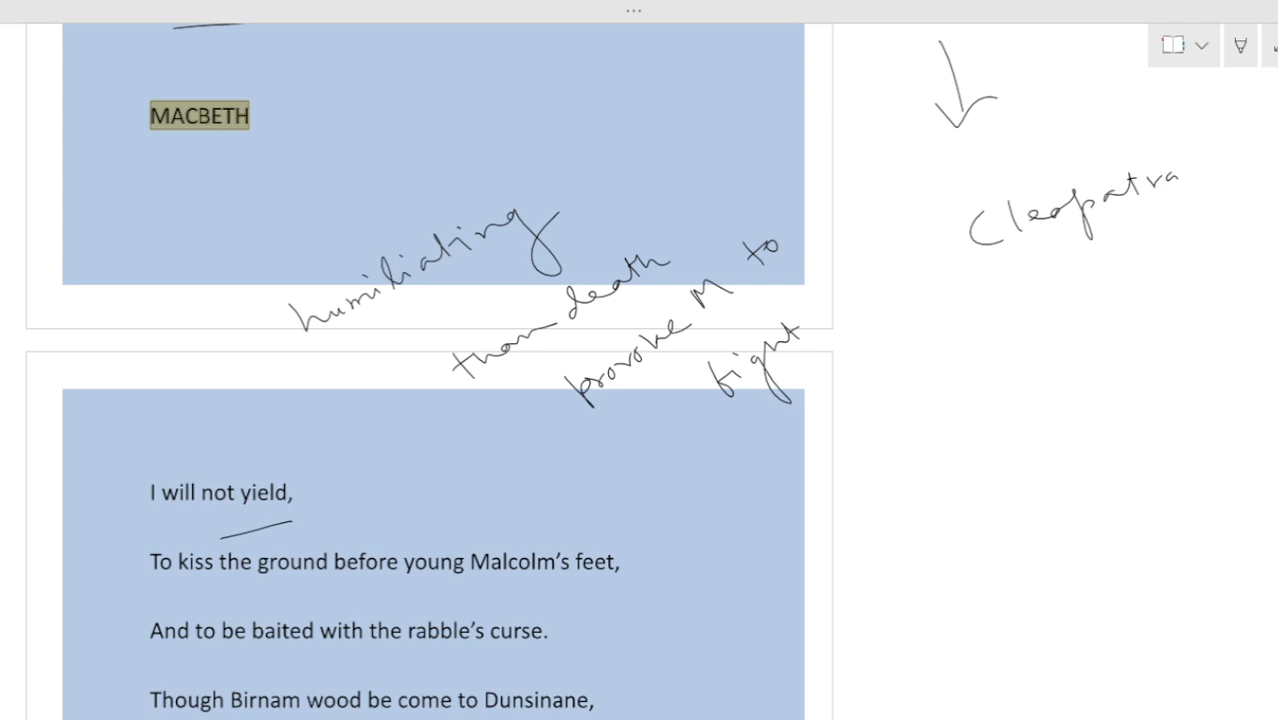 MACBETH
Cleopatra
humiliating
than death
provoke M to
fight
I will not yield,
To kiss the ground before young Malcolm's feet,
And to be baited with the rabble's curse.
Though Birnam wood be come to Dunsinane,